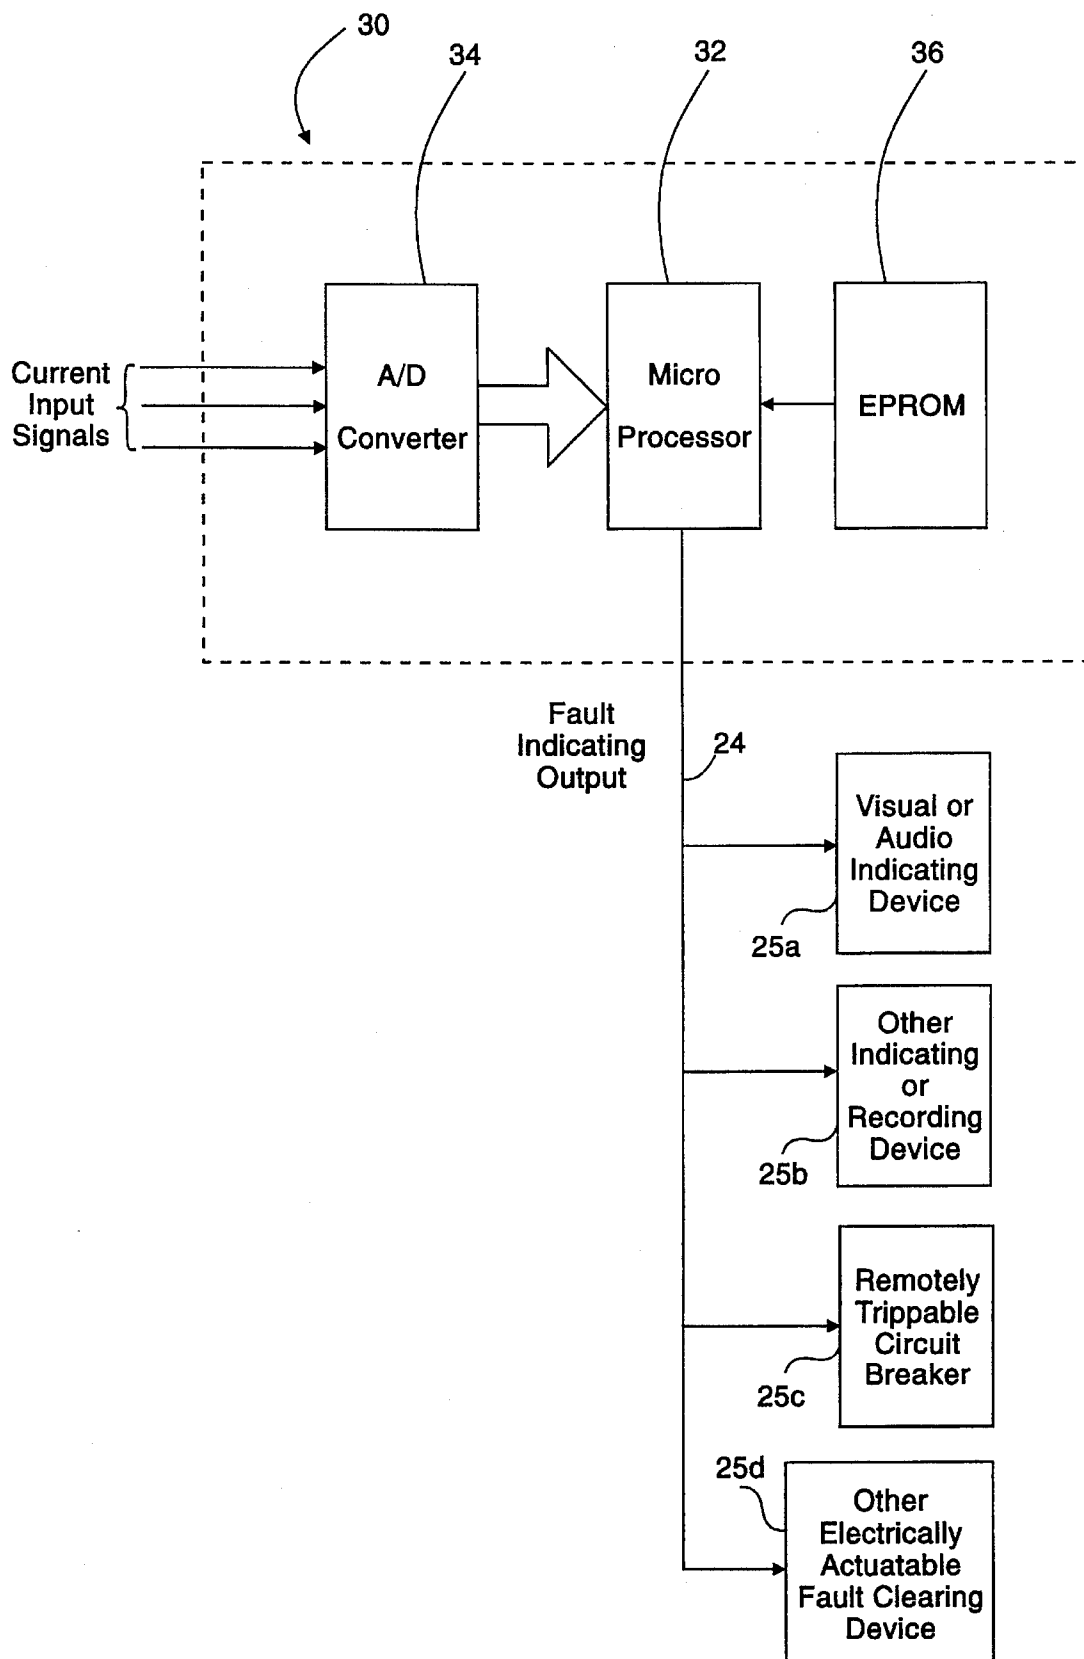 30
34
32
36
Current
Input
Signals
A/D
Converter
Micro
Processor
EPROM
Fault
Indicating
Output
24
Visual or
Audio
Indicating
Device
25a
Other
Indicating
or
Recording
Device
25b
Remotely
Trippable
Circuit
Breaker
25c
25d
Other
Electrically
Actuatable
Fault Clearing
Device